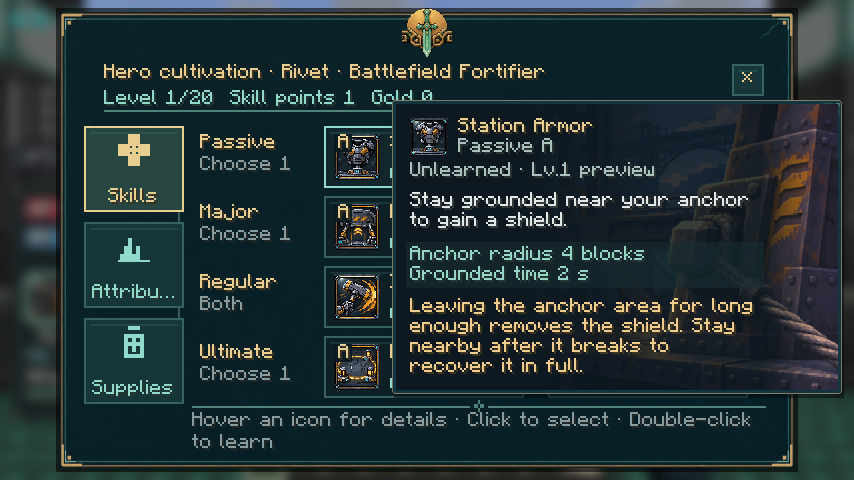 Hero cultivation · Rivet · Battlefield Fortifier
Level 1/20 Skill points 1 Gold 0
×
Skills
Attribu...
Supplies
Passive
Choose 1
Major
Choose 1
Regular
Both
Ultimate
Choose 1
A
A
A
Station Armor
Passive A
Unlearned · Lv.1 preview
Stay grounded near your anchor
to gain a shield.
Anchor radius 4 blocks
Grounded time 2 s
Leaving the anchor area for long
enough removes the shield. Stay
nearby after it breaks to
recover it in full.
Hover an icon for details · Click to select · Double-click
to learn